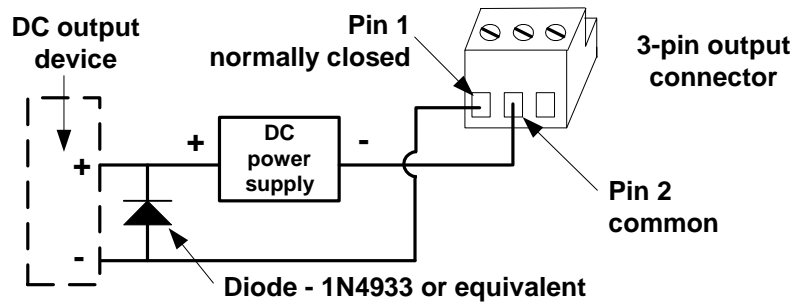 DC output
device
Pin 1
normally closed
3-pin output
connector
+
DC
power
supply
-
+
-
Pin 2
common
Diode - 1N4933 or equivalent